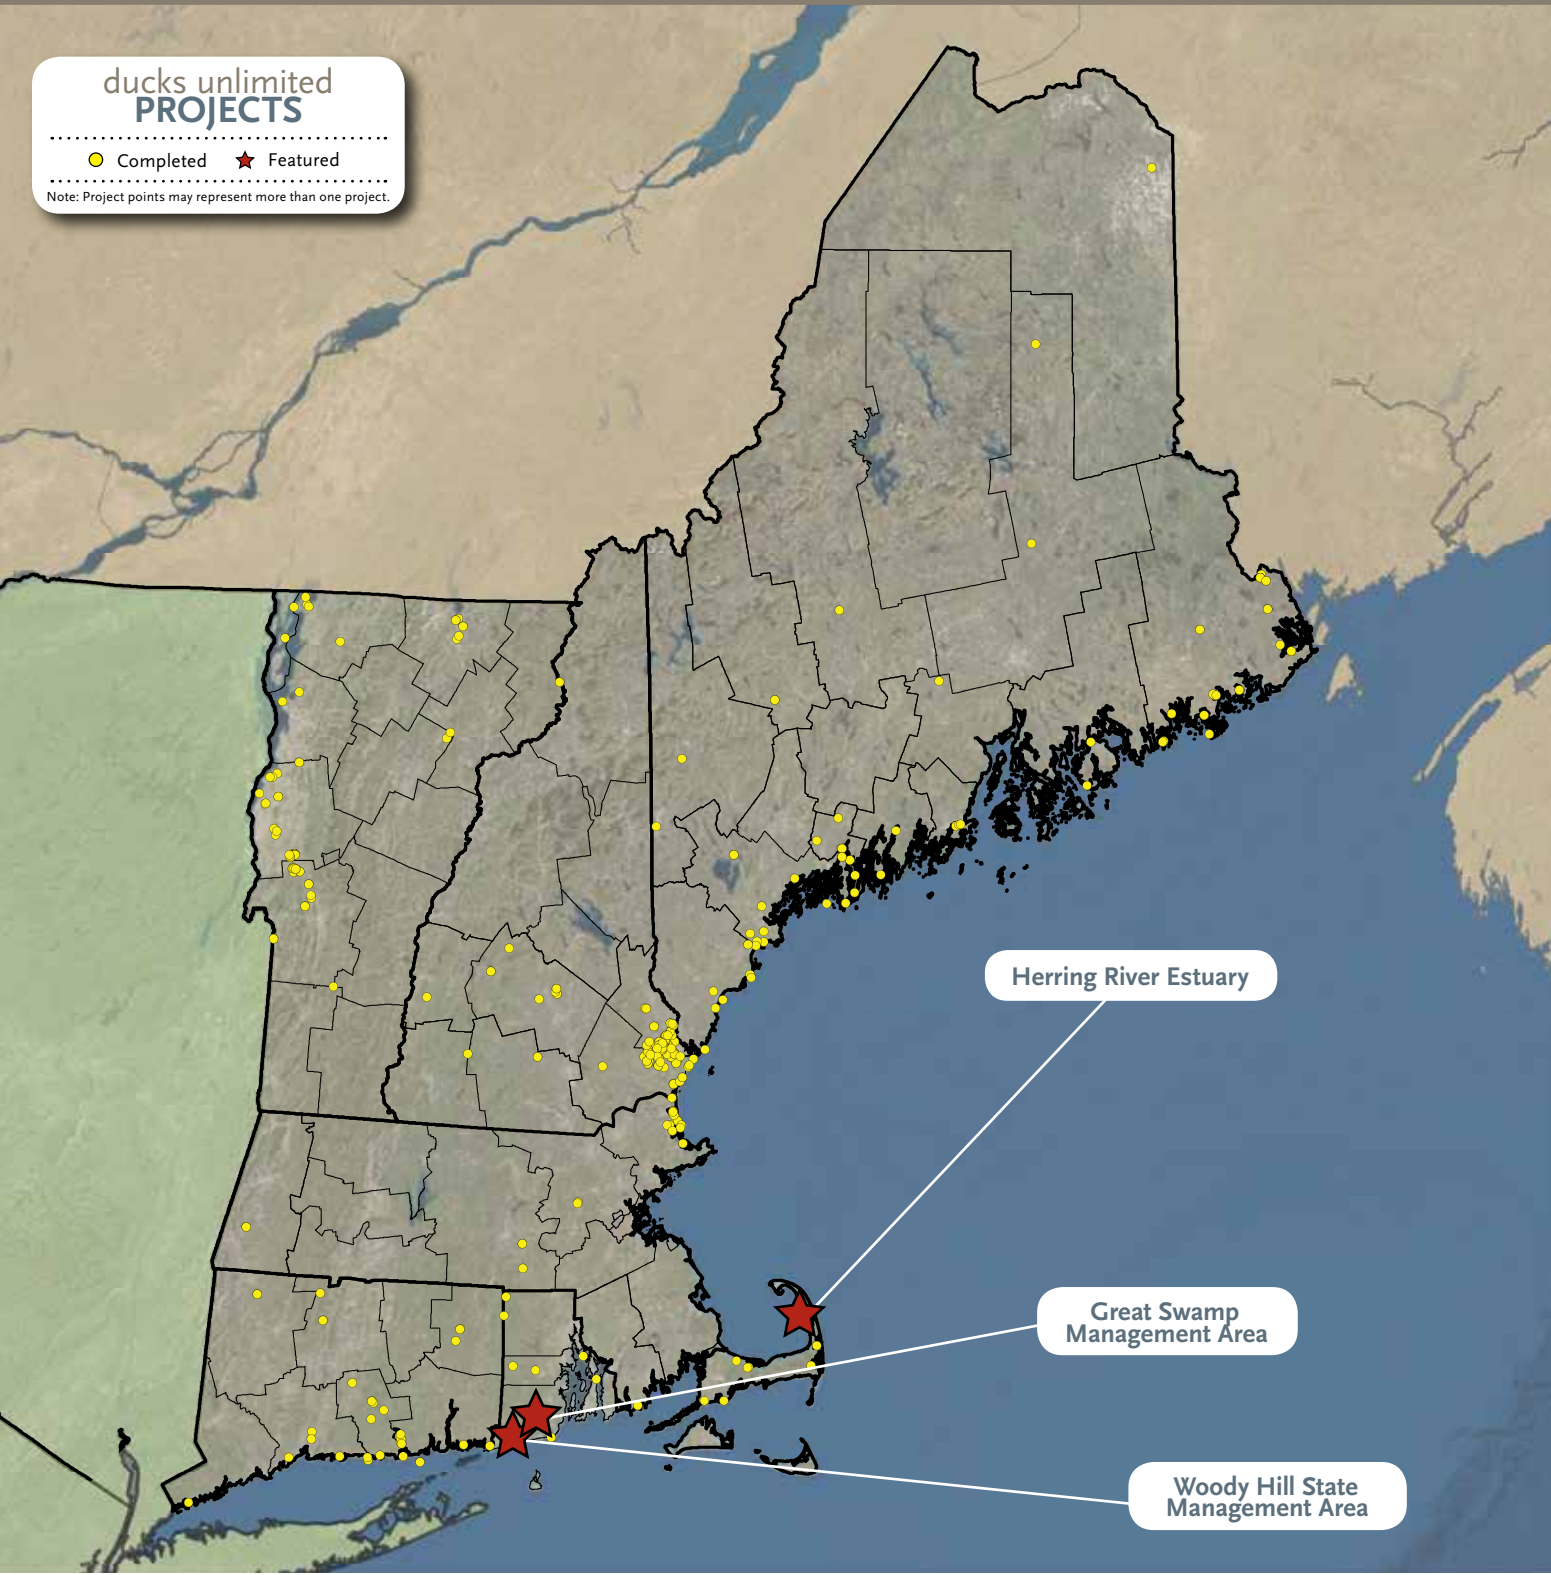 ducks unlimited
PROJECTS
Completed
Featured
Note: Project points may represent more than one project.
Herring River Estuary
Great Swamp
Management Area
Woody Hill State
Management Area